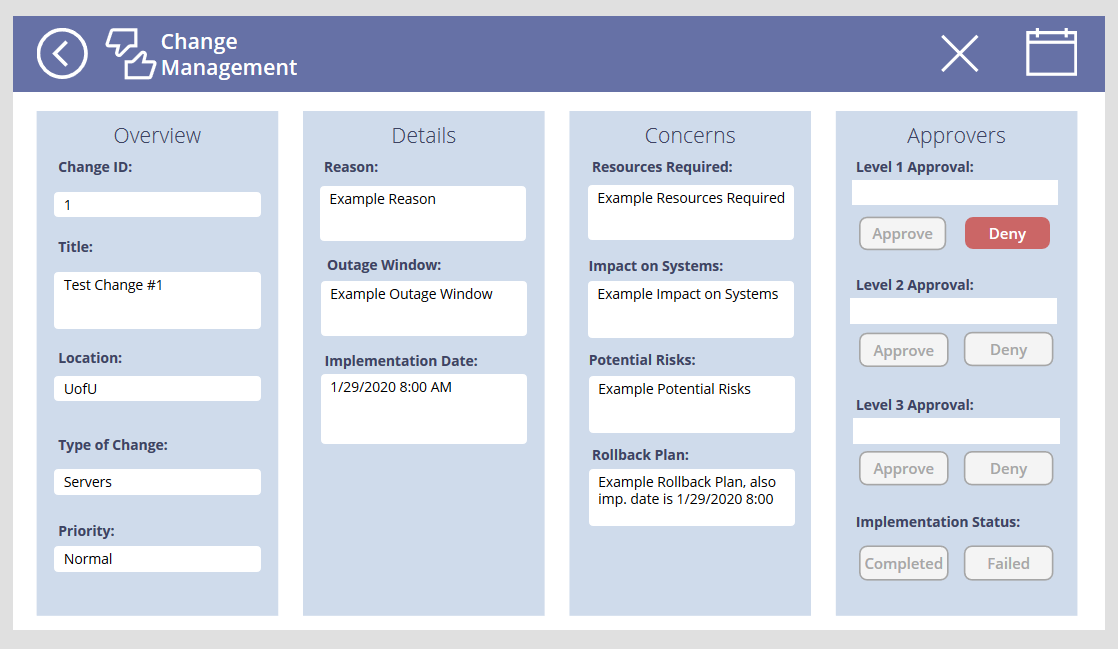 Change
Management
Overview
Change ID:
1
Title:
Test Change #1
Location:
UofU
Type of Change:
Servers
Priority:
Normal
Details
Reason:
Example Reason
Outage Window:
Example Outage Window
Implementation Date:
1/29/2020 8:00 AM
Concerns
Resources Required:
Example Resources Required
Impact on Systems:
Example Impact on Systems
Potential Risks:
Example Potential Risks
Rollback Plan:
Example Rollback Plan, also
imp. date is 1/29/2020 8:00
Approvers
Level 1 Approval:
Approve Deny
Level 2 Approval:
Approve Deny
Level 3 Approval:
Approve Deny
Implementation Status:
Completed Failed